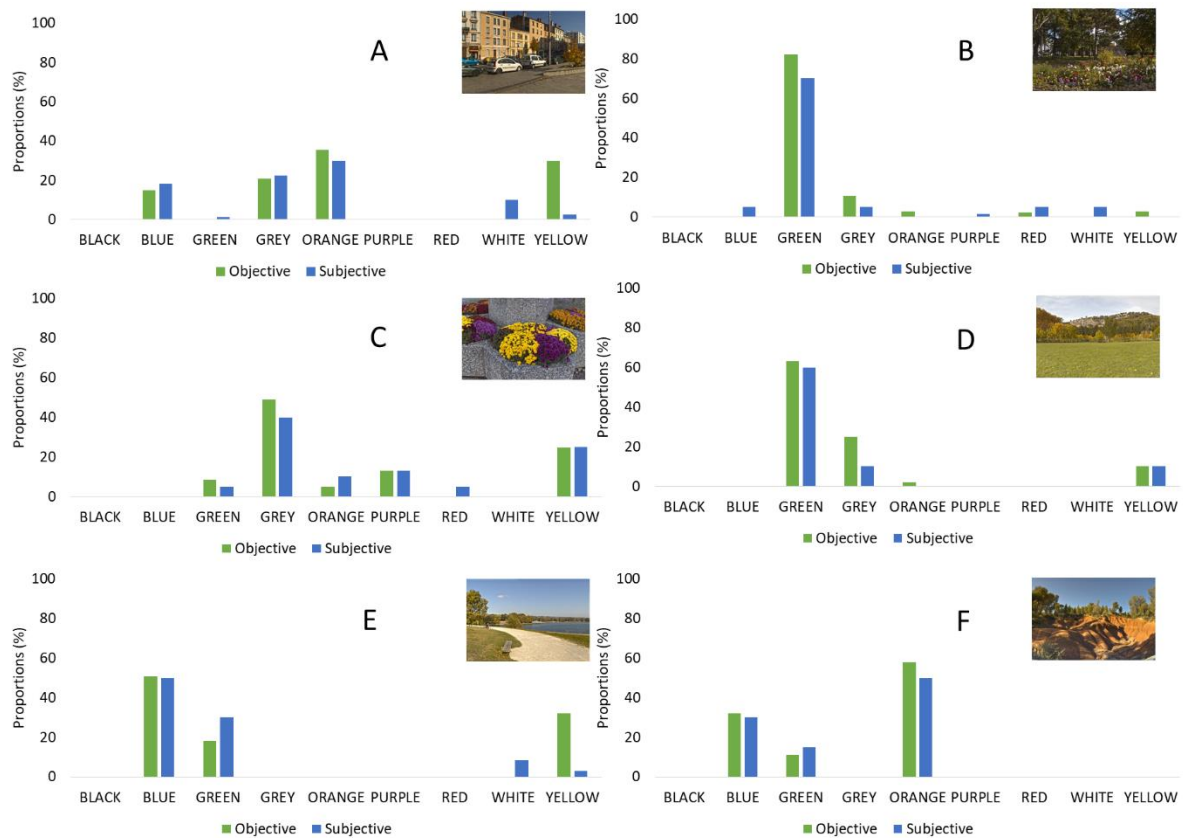 100
80
60
40
20
0
Proportions (%)
A
BLACK BLUE GREEN GREY ORANGE PURPLE RED WHITE YELLOW
Objective Subjective
100
80
60
40
20
0
Proportions (%)
B
BLACK BLUE GREEN GREY ORANGE PURPLE RED WHITE YELLOW
Objective Subjective
100
80
60
40
20
0
Proportions (%)
C
BLACK BLUE GREEN GREY ORANGE PURPLE RED WHITE YELLOW
Objective Subjective
100
80
60
40
20
0
Proportions (%)
D
BLACK BLUE GREEN GREY ORANGE PURPLE RED WHITE YELLOW
Objective Subjective
100
80
60
40
20
0
Proportions (%)
E
BLACK BLUE GREEN GREY ORANGE PURPLE RED WHITE YELLOW
Objective Subjective
100
80
60
40
20
0
Proportions (%)
F
BLACK BLUE GREEN GREY ORANGE PURPLE RED WHITE YELLOW
Objective Subjective